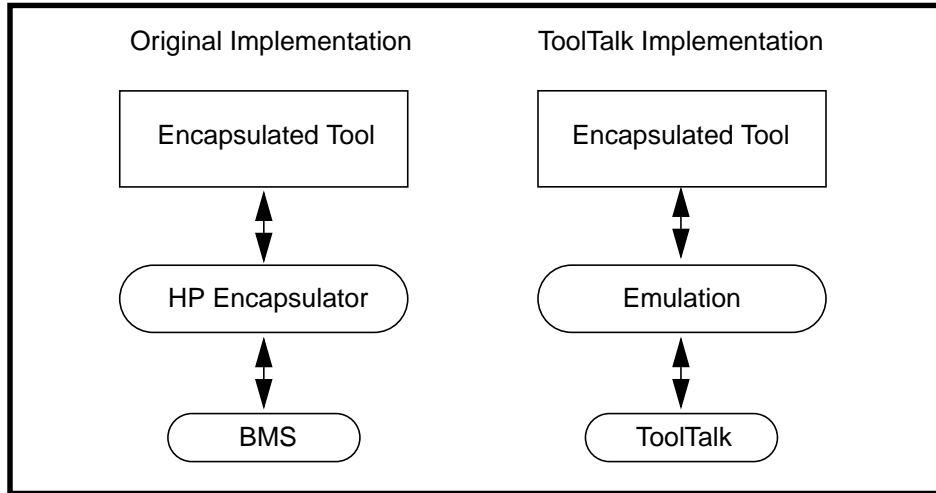 Original Implementation
ToolTalk Implementation
Encapsulated Tool
Encapsulated Tool
HP Encapsulator
Emulation
BMS
ToolTalk